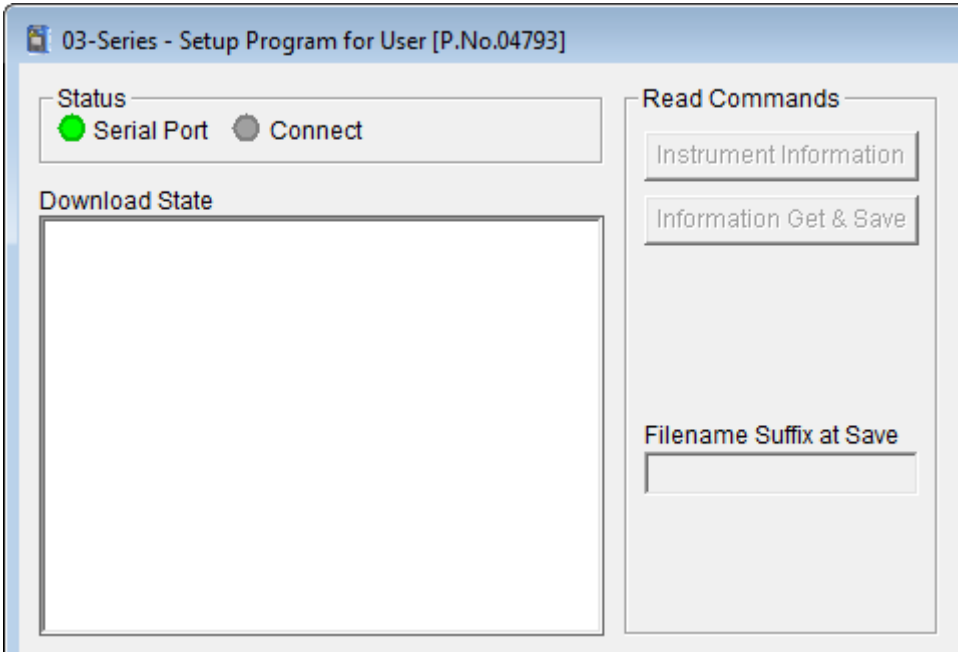 03-Series - Setup Program for User [P.No.04793]
Status
Serial Port Connect
Download State
Read Commands
Instrument Information
Information Get & Save
Filename Suffix at Save